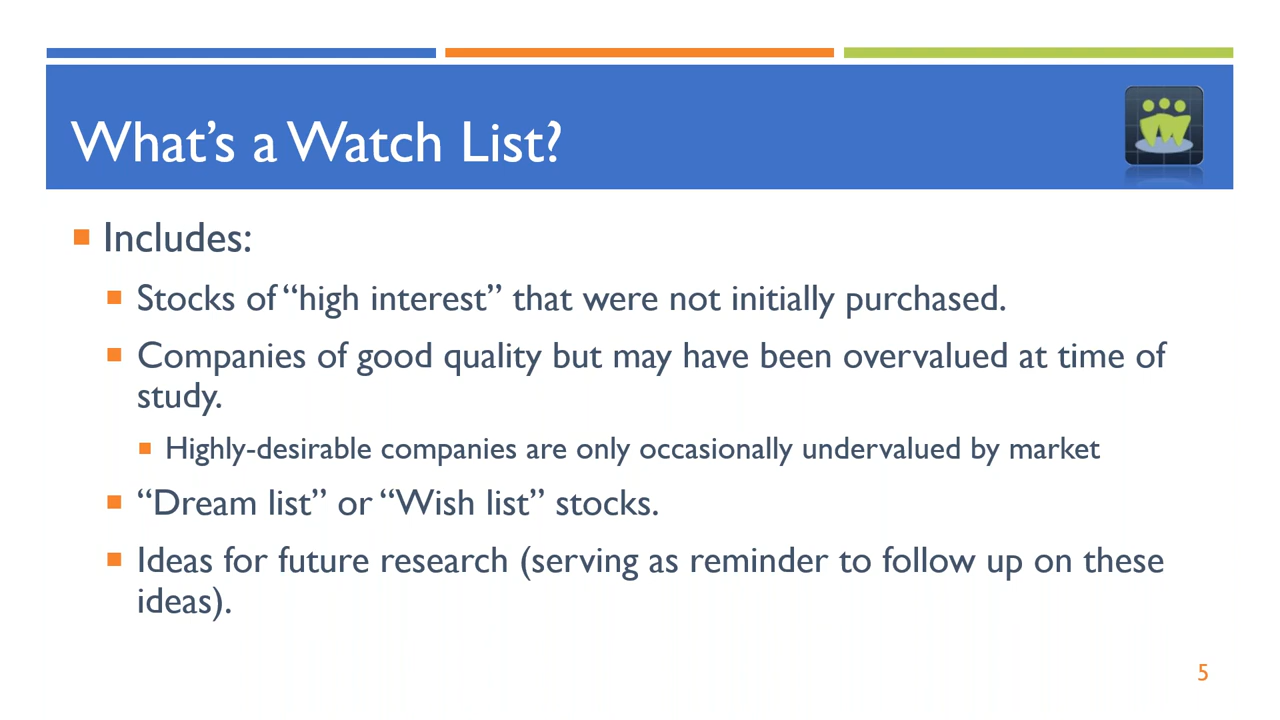 What’s a Watch List?
Includes:
Stocks of “high interest” that were not initially purchased.
Companies of good quality but may have been overvalued at time of
study.
Highly-desirable companies are only occasionally undervalued by market
“Dream list” or “Wish list” stocks.
Ideas for future research (serving as reminder to follow up on these
ideas).
5